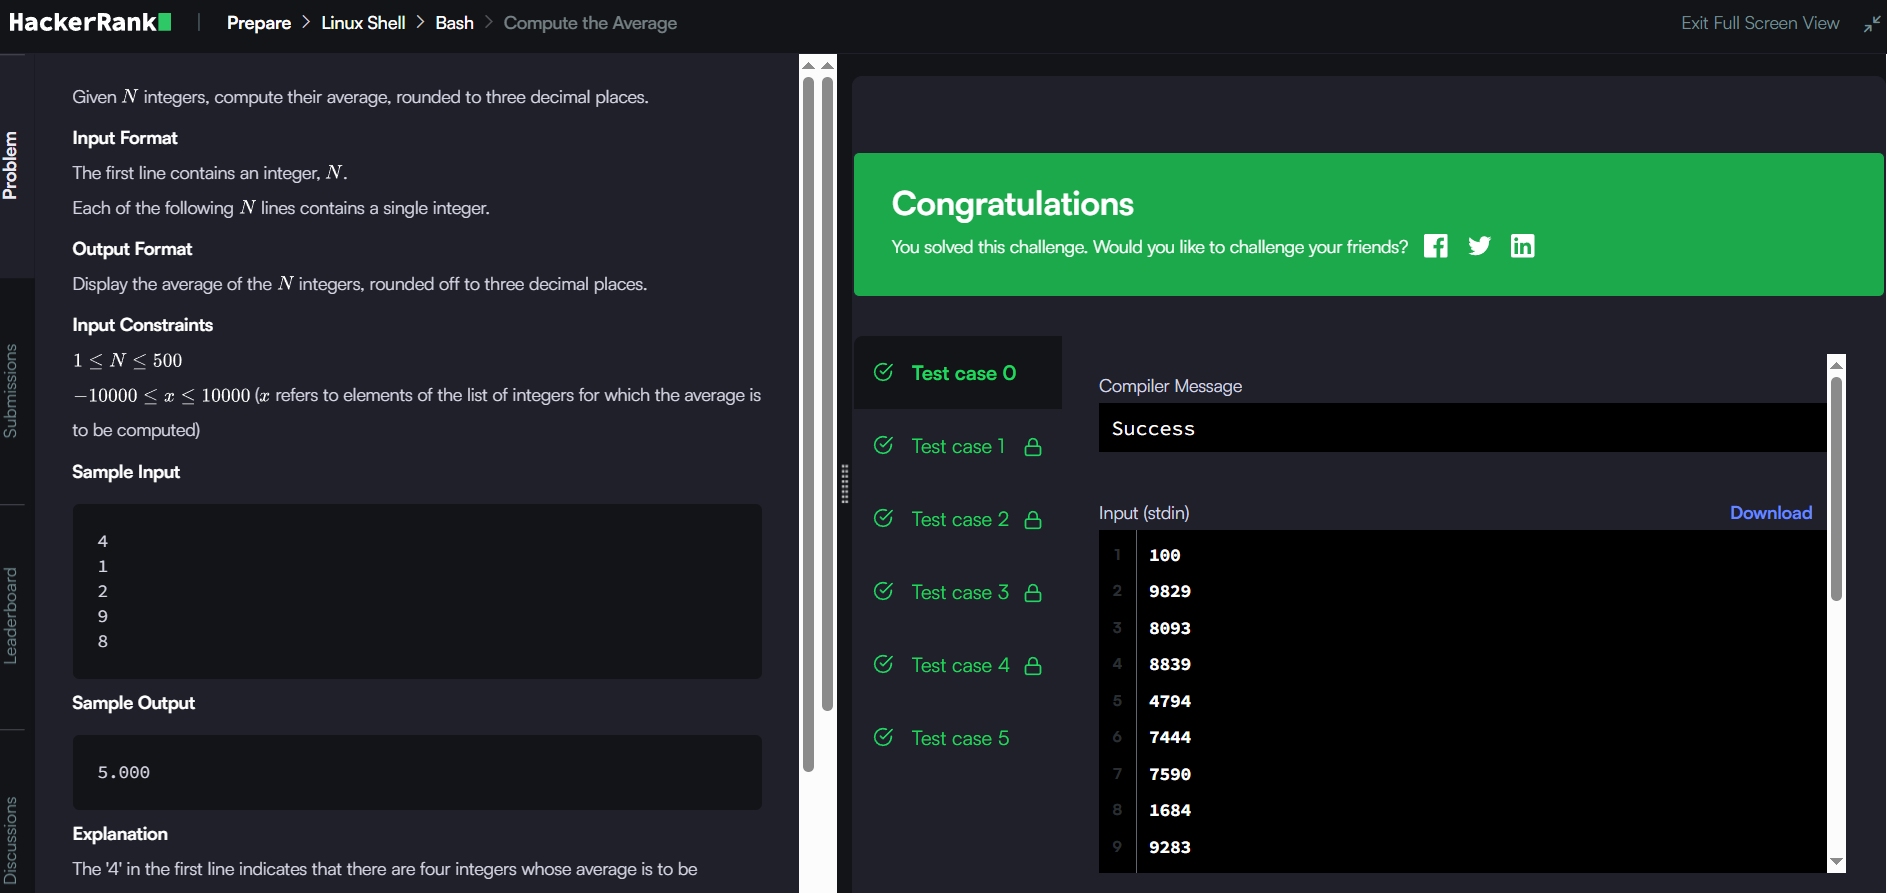 HackerRank
Prepare > Linux Shell > Bash > Compute the Average
Exit Full Screen View
Problem
Submissions
Leaderboard
Discussions
Given N integers, compute their average, rounded to three decimal places.
Input Format
The first line contains an integer, N.
Each of the following N lines contains a single integer.
Output Format
Display the average of the N integers, rounded off to three decimal places.
Input Constraints
1 ≤ N ≤ 500
−10000 ≤ x ≤ 10000 (x refers to elements of the list of integers for which the average is
to be computed)
Sample Input
4
1
2
9
8
Sample Output
5.000
Explanation
The '4' in the first line indicates that there are four integers whose average is to be
Congratulations
You solved this challenge. Would you like to challenge your friends?
Test case 0
Test case 1
Test case 2
Test case 3
Test case 4
Test case 5
Compiler Message
Success
Input (stdin)
Download
1 100
2 9829
3 8093
4 8839
5 4794
6 7444
7 7590
8 1684
9 9283